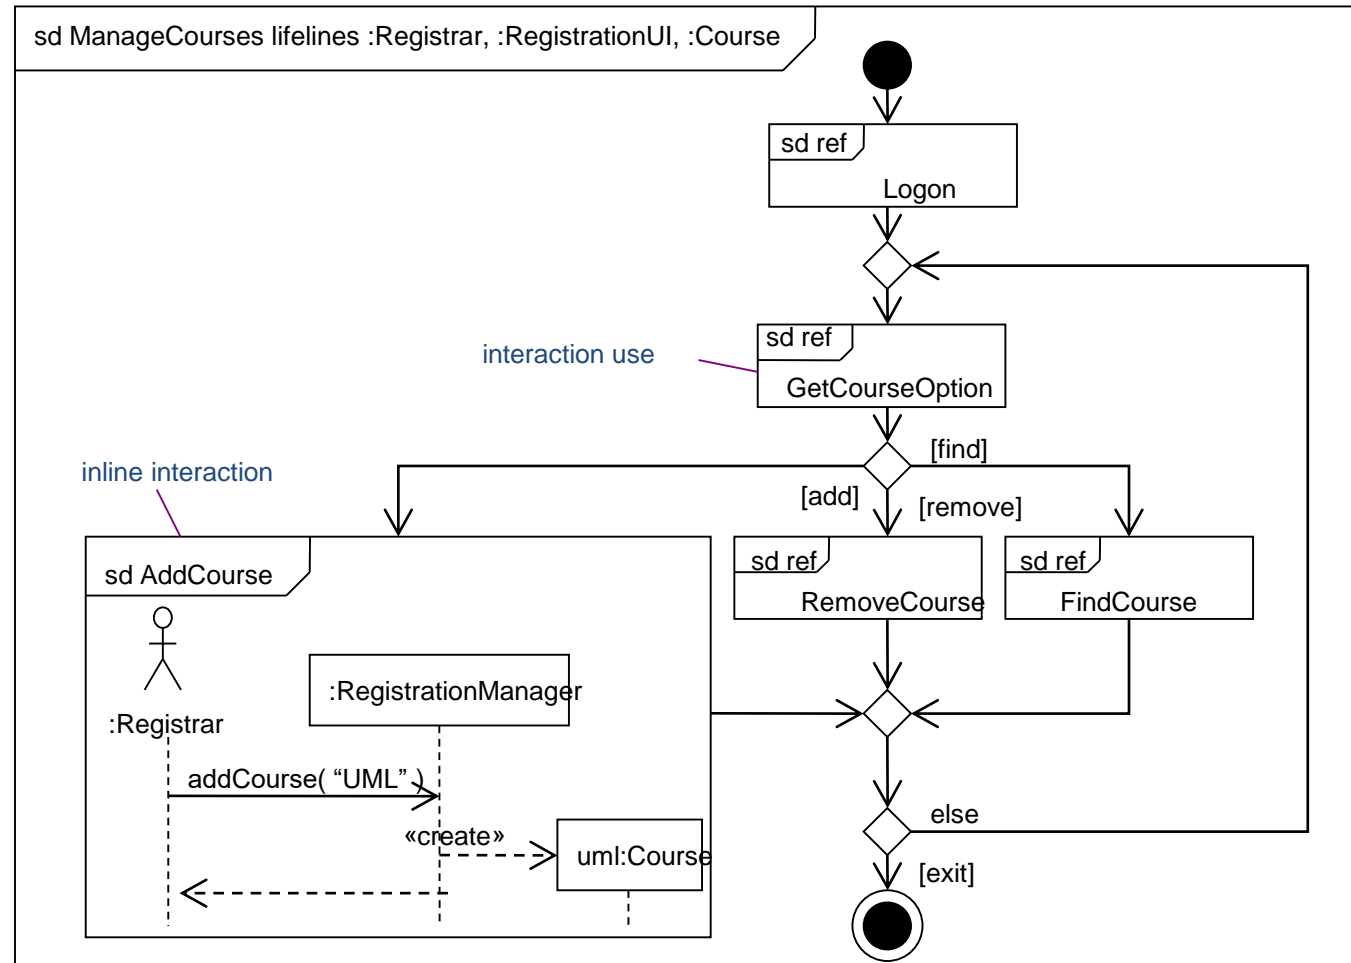 sd ManageCourses lifelines :Registrar, :RegistrationUI, :Course
sd ref
Logon
sd ref
interaction use
GetCourseOption
[find]
inline interaction
[add]
[remove]
sd AddCourse
sd ref
RemoveCourse
sd ref
FindCourse
:RegistrationManager
:Registrar
addCourse( “UML” )
«create»
uml:Course
else
[exit]